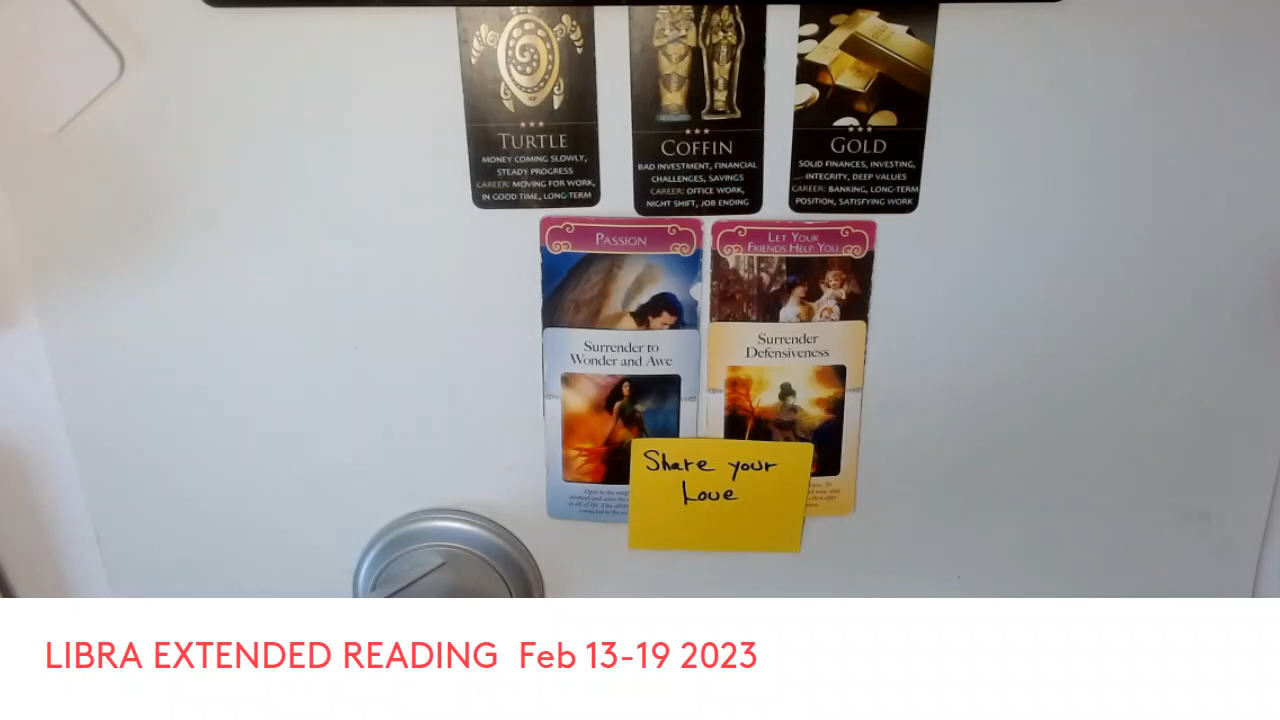 TURTLE
MONEY COMING SLOWLY,
STEADY PROGRESS
CAREER: MOVING FOR WORK,
IN GOOD TIME, LONG-TERM
COFFIN
BAD INVESTMENT, FINANCIAL
CHALLENGES, SAVINGS
CAREER: OFFICE WORK,
NIGHT SHIFT, JOB ENDING
GOLD
SOLID FINANCES, INVESTING,
INTEGRITY, DEEP VALUES
CAREER: BANKING, LONG-TERM
POSITION, SATISFYING WORK
PASSION
LET YOUR
FRIENDS HELP YOU
Surrender to
Wonder and Awe
Surrender
Defensiveness
Share your
Love
LIBRA EXTENDED READING Feb 13-19 2023